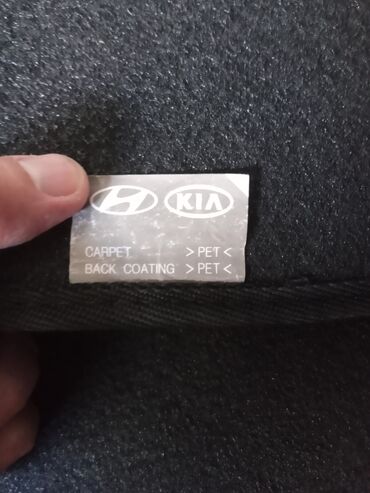 KIA
CARPET >PET<
BACK COATING >PET<